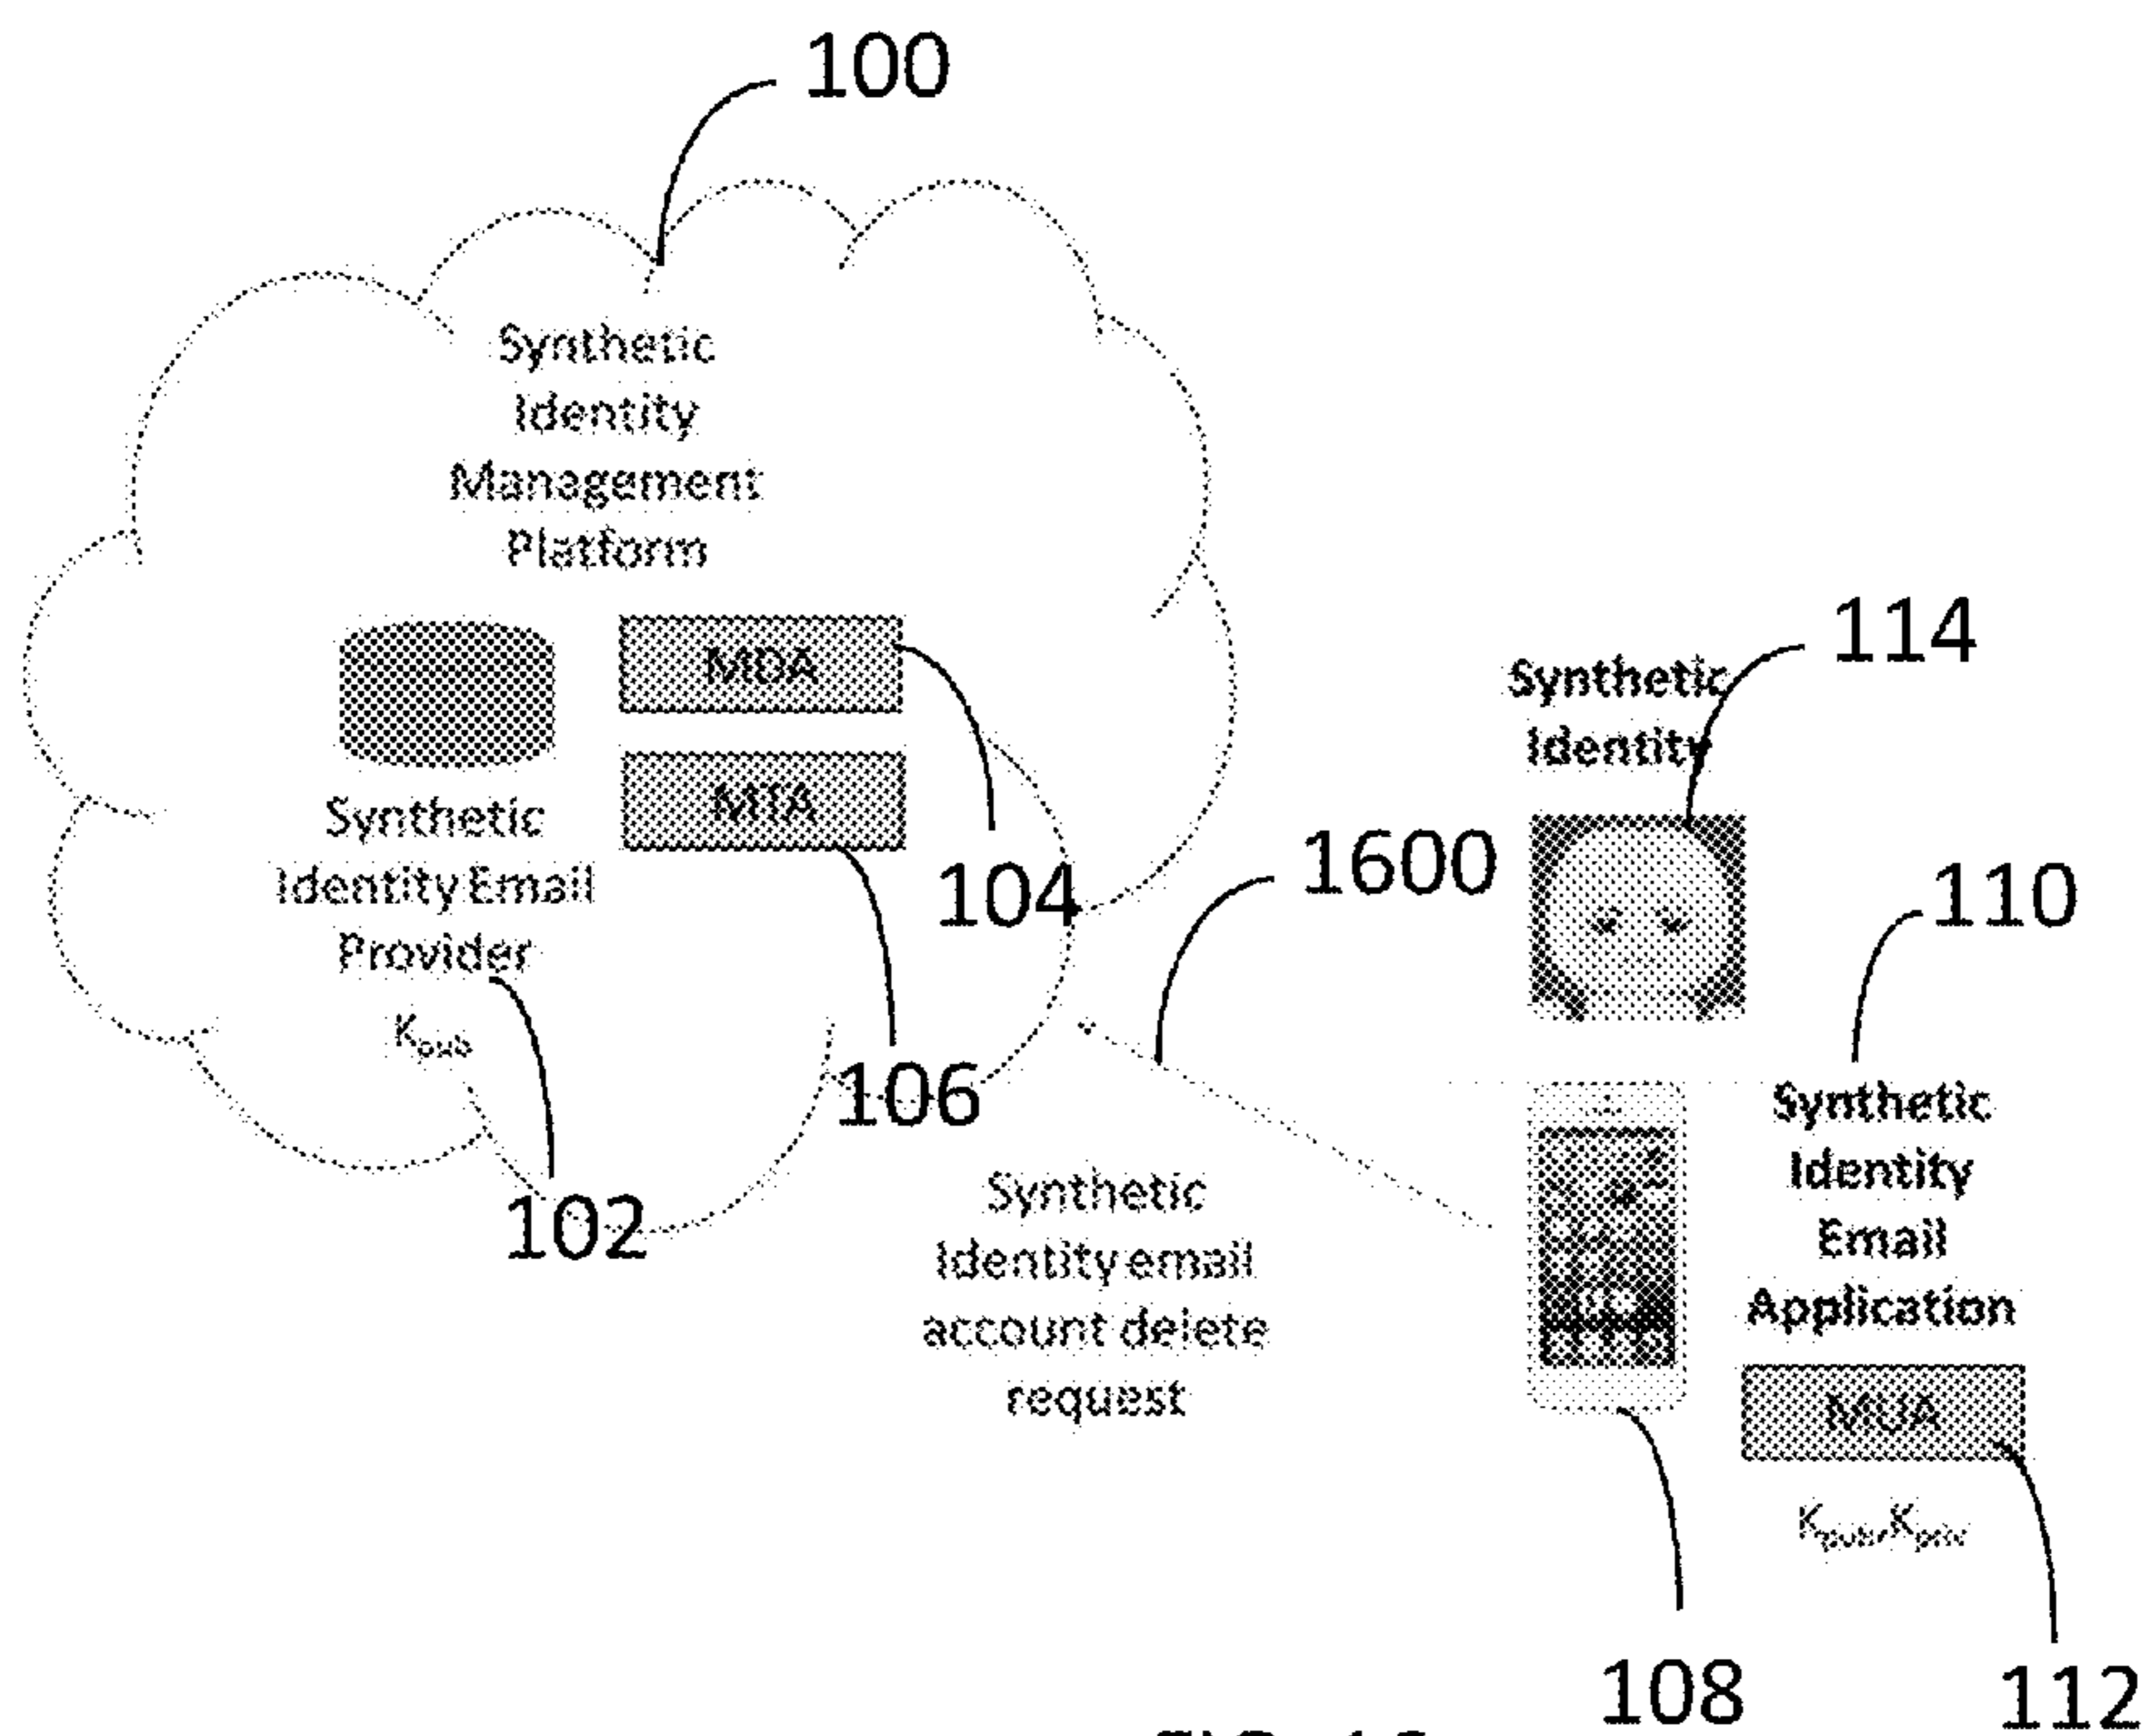 100
Synthetic
Identity
Management
Platform
MDA
MTA
Synthetic
Identity Email
Provider
Kpub
104
106
102
1600
Synthetic
Identity email
account delete
request
Synthetic
Identity
114
110
Synthetic
Identity
Email
Application
MUA
Kpub,Kpriv
108
112